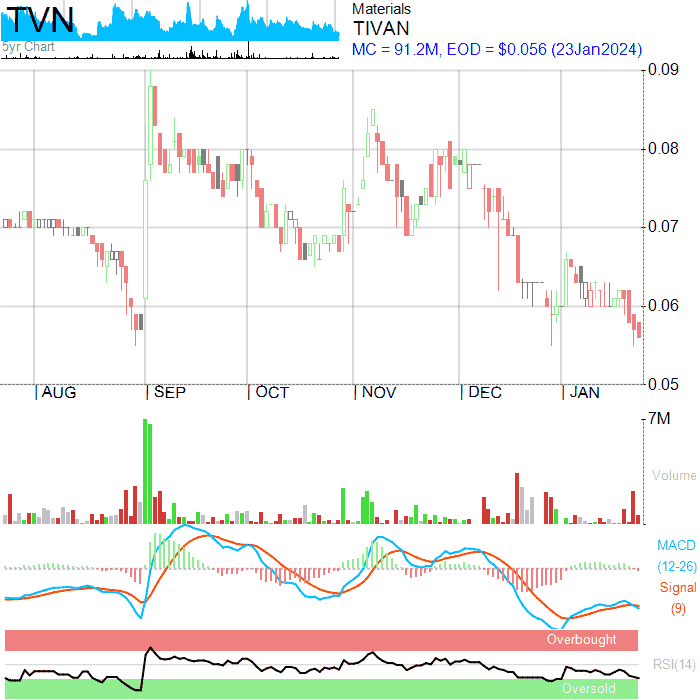 TVN
5yr Chart
Materials
TIVAN
MC = 91.2M, EOD = $0.056 (23Jan2024)
0.09
0.08
0.07
0.06
0.05
AUG
SEP
OCT
NOV
DEC
JAN
7M
Volume
MACD
(12-26)
Signal
(9)
Overbought
RSI(14)
Oversold